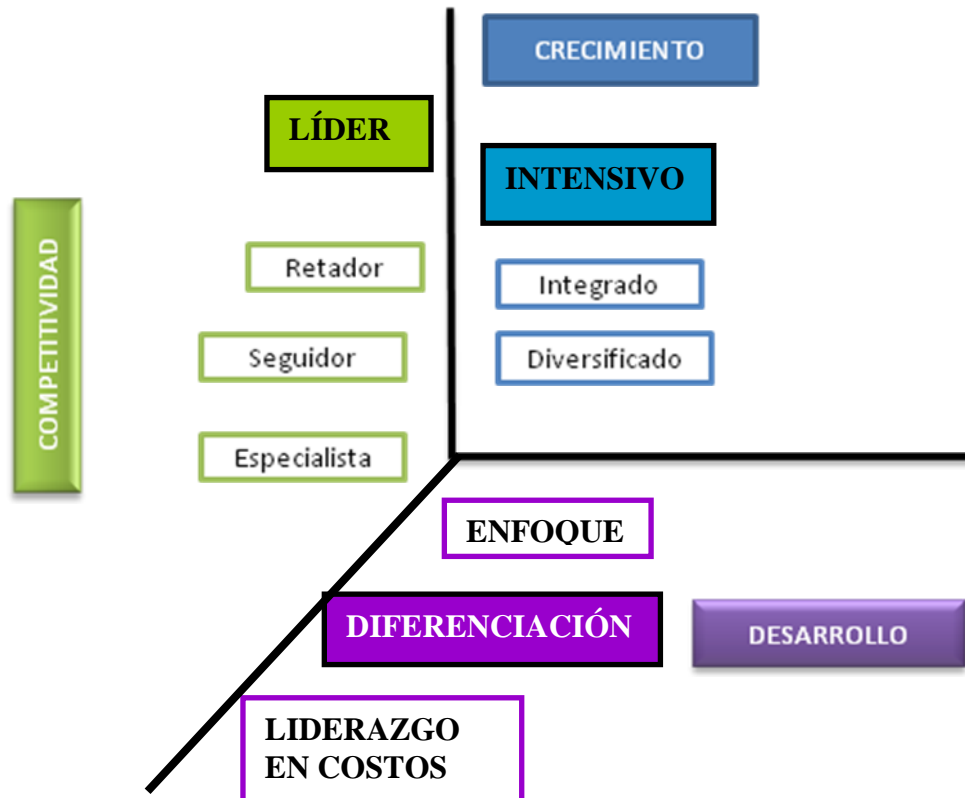 CRECIMIENTO
LÍDER
INTENSIVO
COMPETITIVIDAD
Retador
Integrado
Seguidor
Diversificado
Especialista
ENFOQUE
DIFERENCIACIÓN
DESARROLLO
LIDERAZGO
EN COSTOS